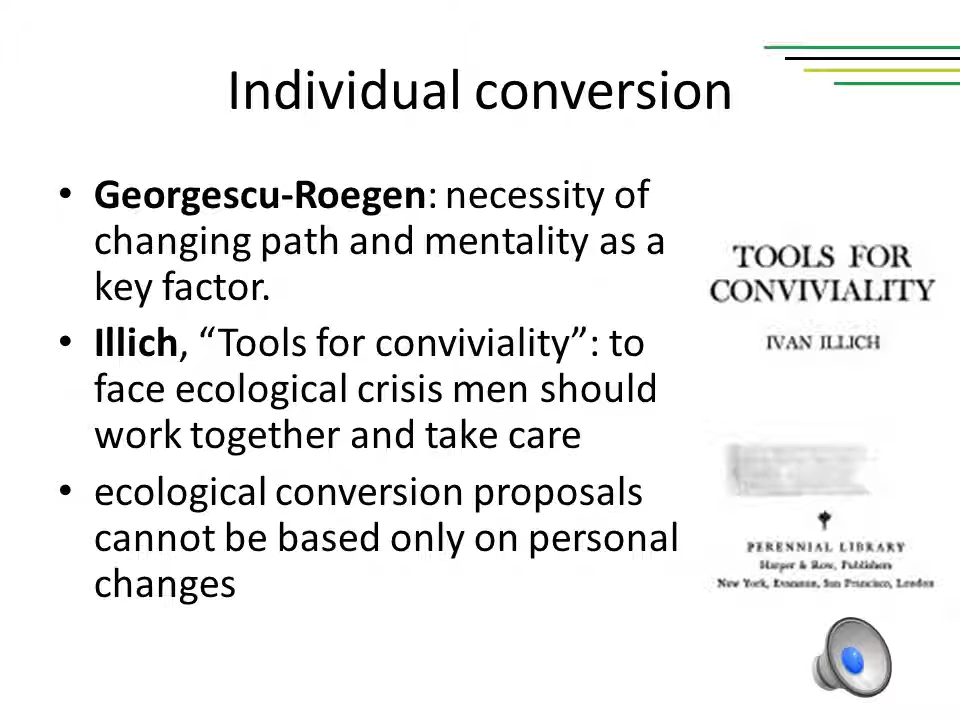 Individual conversion
• Georgescu-Roegen: necessity of
changing path and mentality as a
key factor.
• Illich, “Tools for conviviality”: to
face ecological crisis men should
work together and take care
• ecological conversion proposals
cannot be based only on personal
changes
TOOLS FOR
CONVIVIALITY
IVAN ILLICH
PERENNIAL LIBRARY
Harper & Row, Publishers
New York, Evanston, San Francisco, London